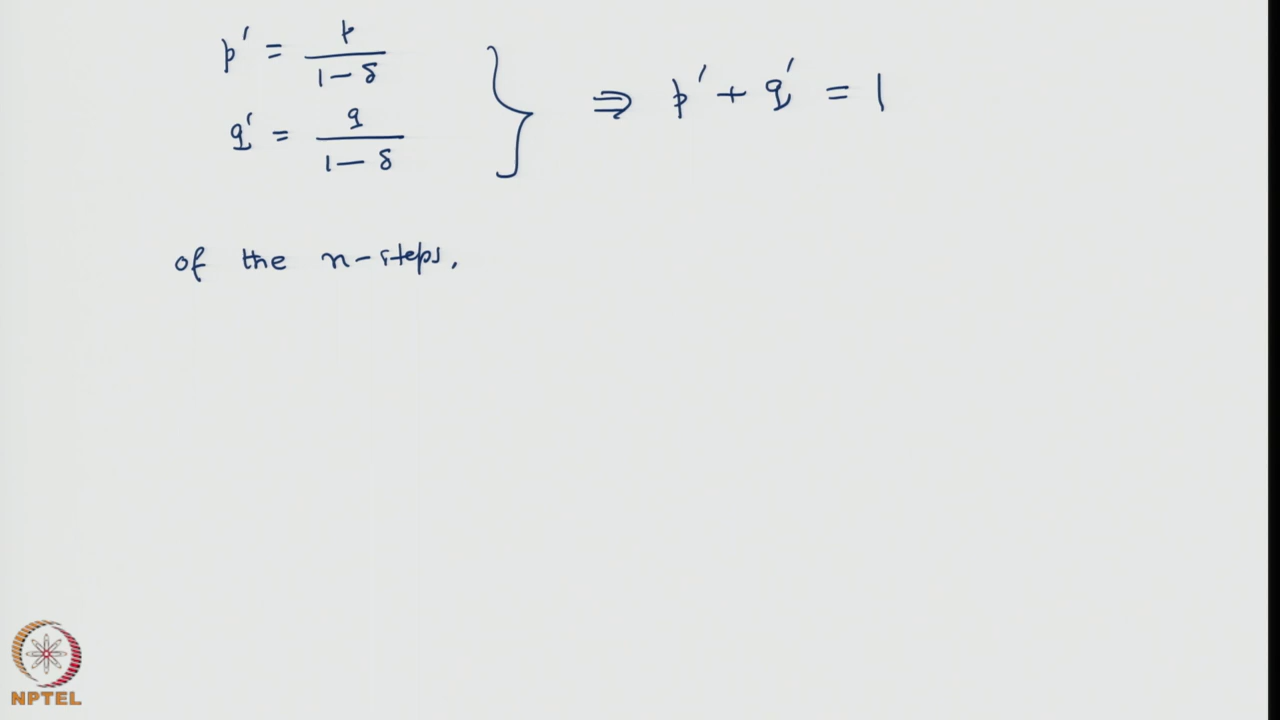 p' = p / 1 - δ
q' = q / 1 - δ
⇒ p' + q' = 1
of the n-steps.
NPTEL